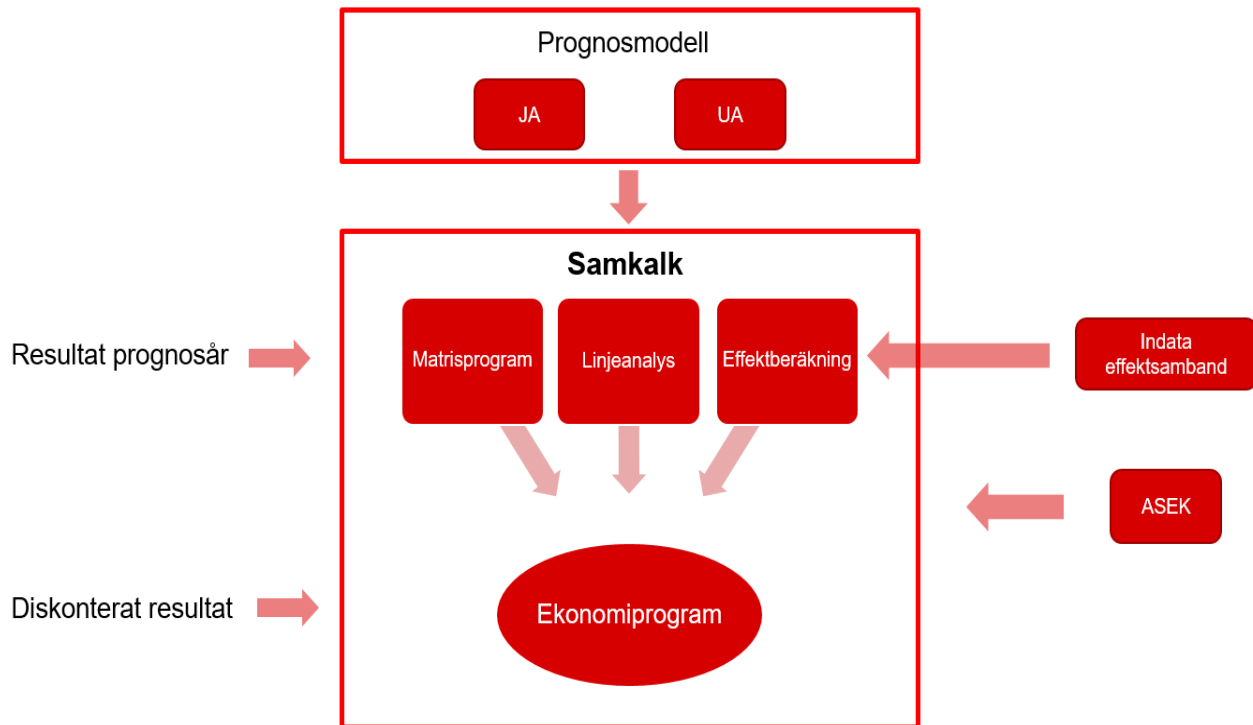 Prognosmodell
JA
UA
Samkalk
Matrisprogram
Linjeanalys
Effektberäkning
Resultat prognosår
Indata
effektsamband
ASEK
Diskonterat resultat
Ekonomiprogram